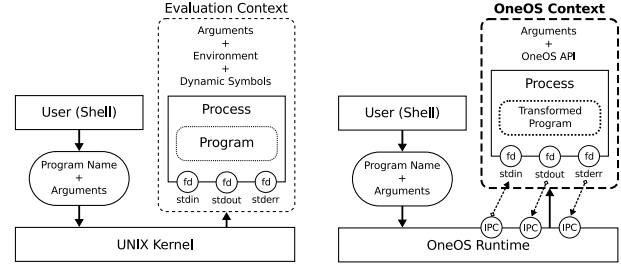 Evaluation Context
Arguments
+
Environment
+
Dynamic Symbols
User (Shell)
Process
Program
Program Name
+
Arguments
fd
fd
fd
stdin
stdout
stderr
UNIX Kernel
OneOS Context
Arguments
+
OneOS API
User (Shell)
Process
Transformed
Program
Program Name
+
Arguments
fd
fd
fd
stdin
stdout
stderr
IPC
IPC
IPC
OneOS Runtime